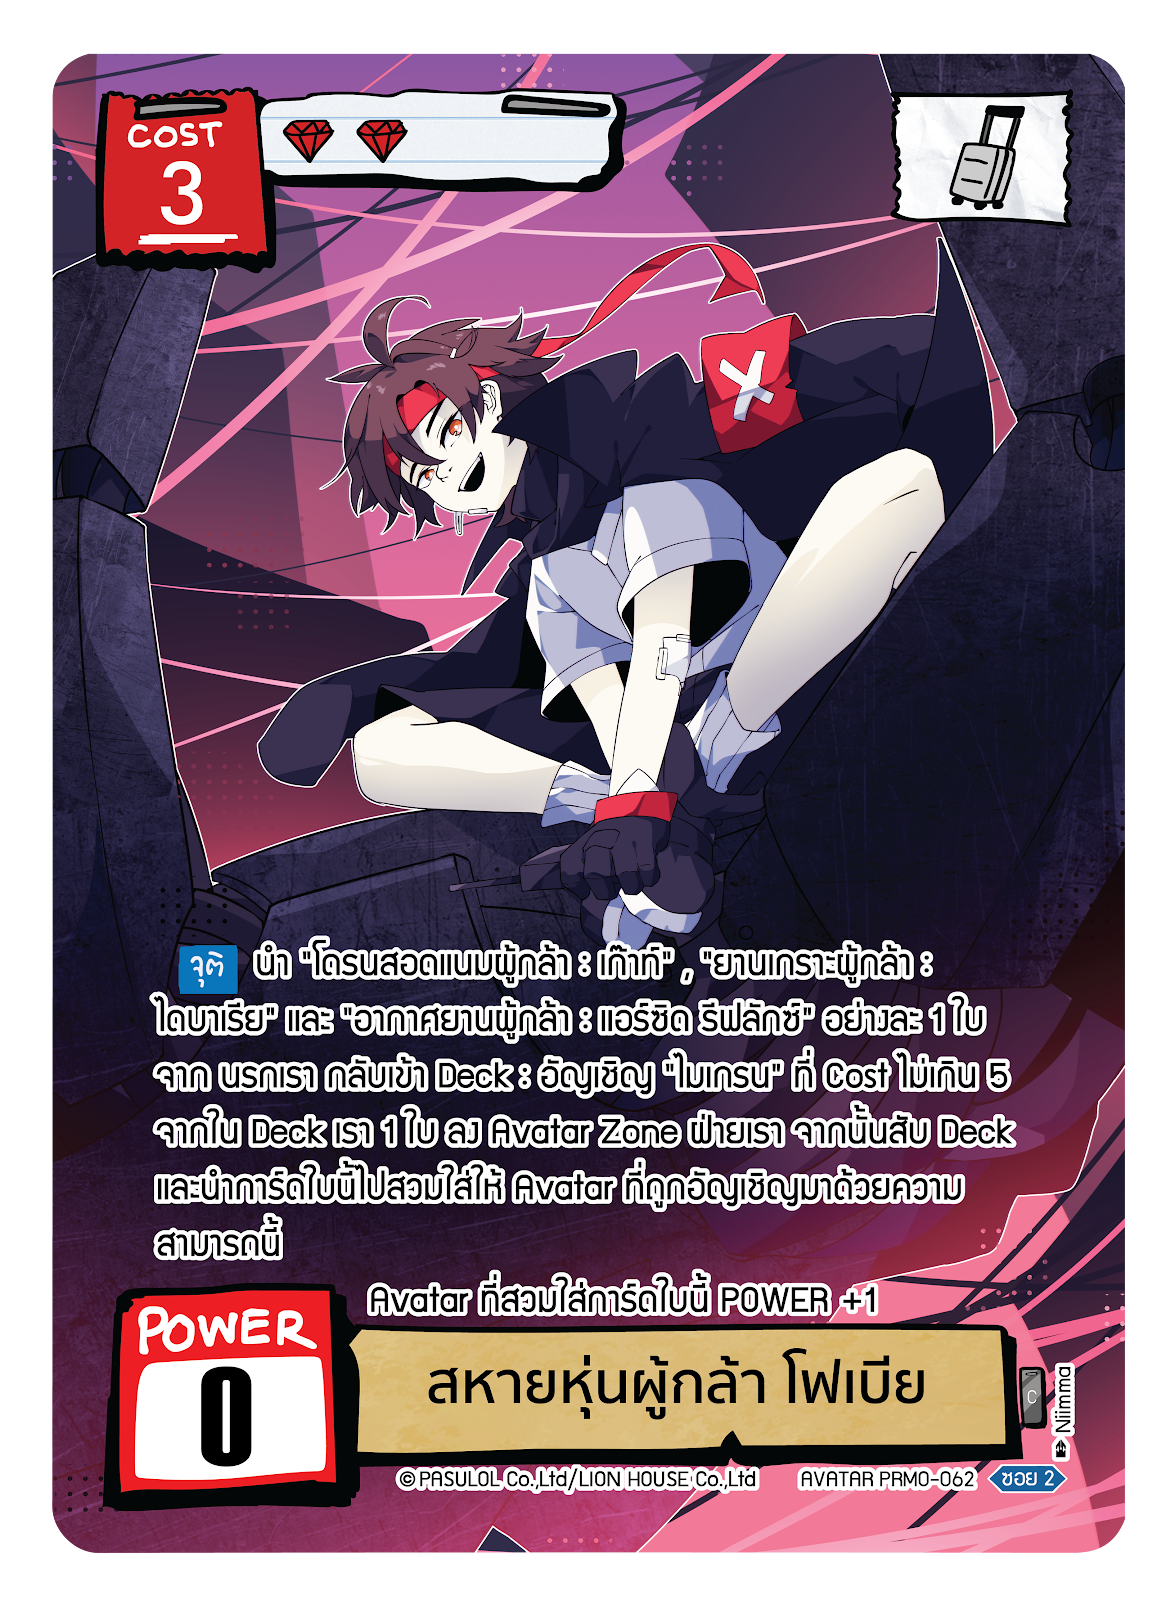 COST
3
จุติ นำ "โดรนสอดแนมผู้กล้า : เก๊าท์" , "ยานเกราะผู้กล้า :
ไดบาเรีย" และ "อากาศยานผู้กล้า : แอร์ซิด รีฟลักซ์" อย่างละ 1 ใบ
จาก นรกเรา กลับเข้า Deck : อัญเชิญ "ไมเกรน" ที่ Cost ไม่เกิน 5
จากใน Deck เรา 1 ใบ ลง Avatar Zone ฝ่ายเรา จากนั้นสับ Deck
และนำการ์ดใบนี้ไปสวมใส่ให้ Avatar ที่ถูกอัญเชิญมาด้วยความ
สามารถนี้
Avatar ที่สวมใส่การ์ดใบนี้ POWER +1
POWER
0
สหายหุ่นผู้กล้า โฟเบีย
C
Niimma
© PASULOL Co.,Ltd/LION HOUSE Co.,Ltd AVATAR PRMO-062 ซอย 2